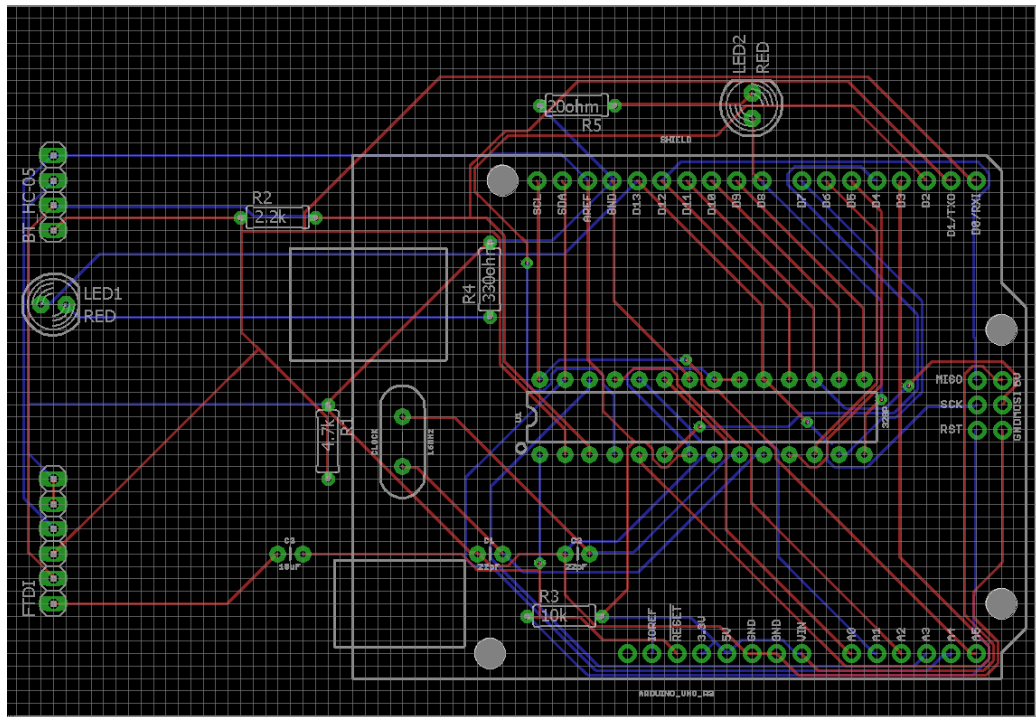 LED2
RED
20ohm
R5
SHIELD
BT_HC-05
R2
2.2k
SCL
SDA
AREF
GND
D13
D12
D11
D10
D9
D8
D7
D6
D5
D4
D3
D2
D1/TX0
D0/RX1
R4
330ohm
LED1
RED
MISO
SCK
RST
5V
MOSI
GND
U1
328P
4.7k
R1
CLOCK
16MHZ
C3
10uF
22pF
C2
22pF
FTDI
R3
10k
IOREF
RESET
3.3V
5V
GND
GND
VIN
A0
A1
A2
A3
A4
A5
ARDUINO_UNO_R3